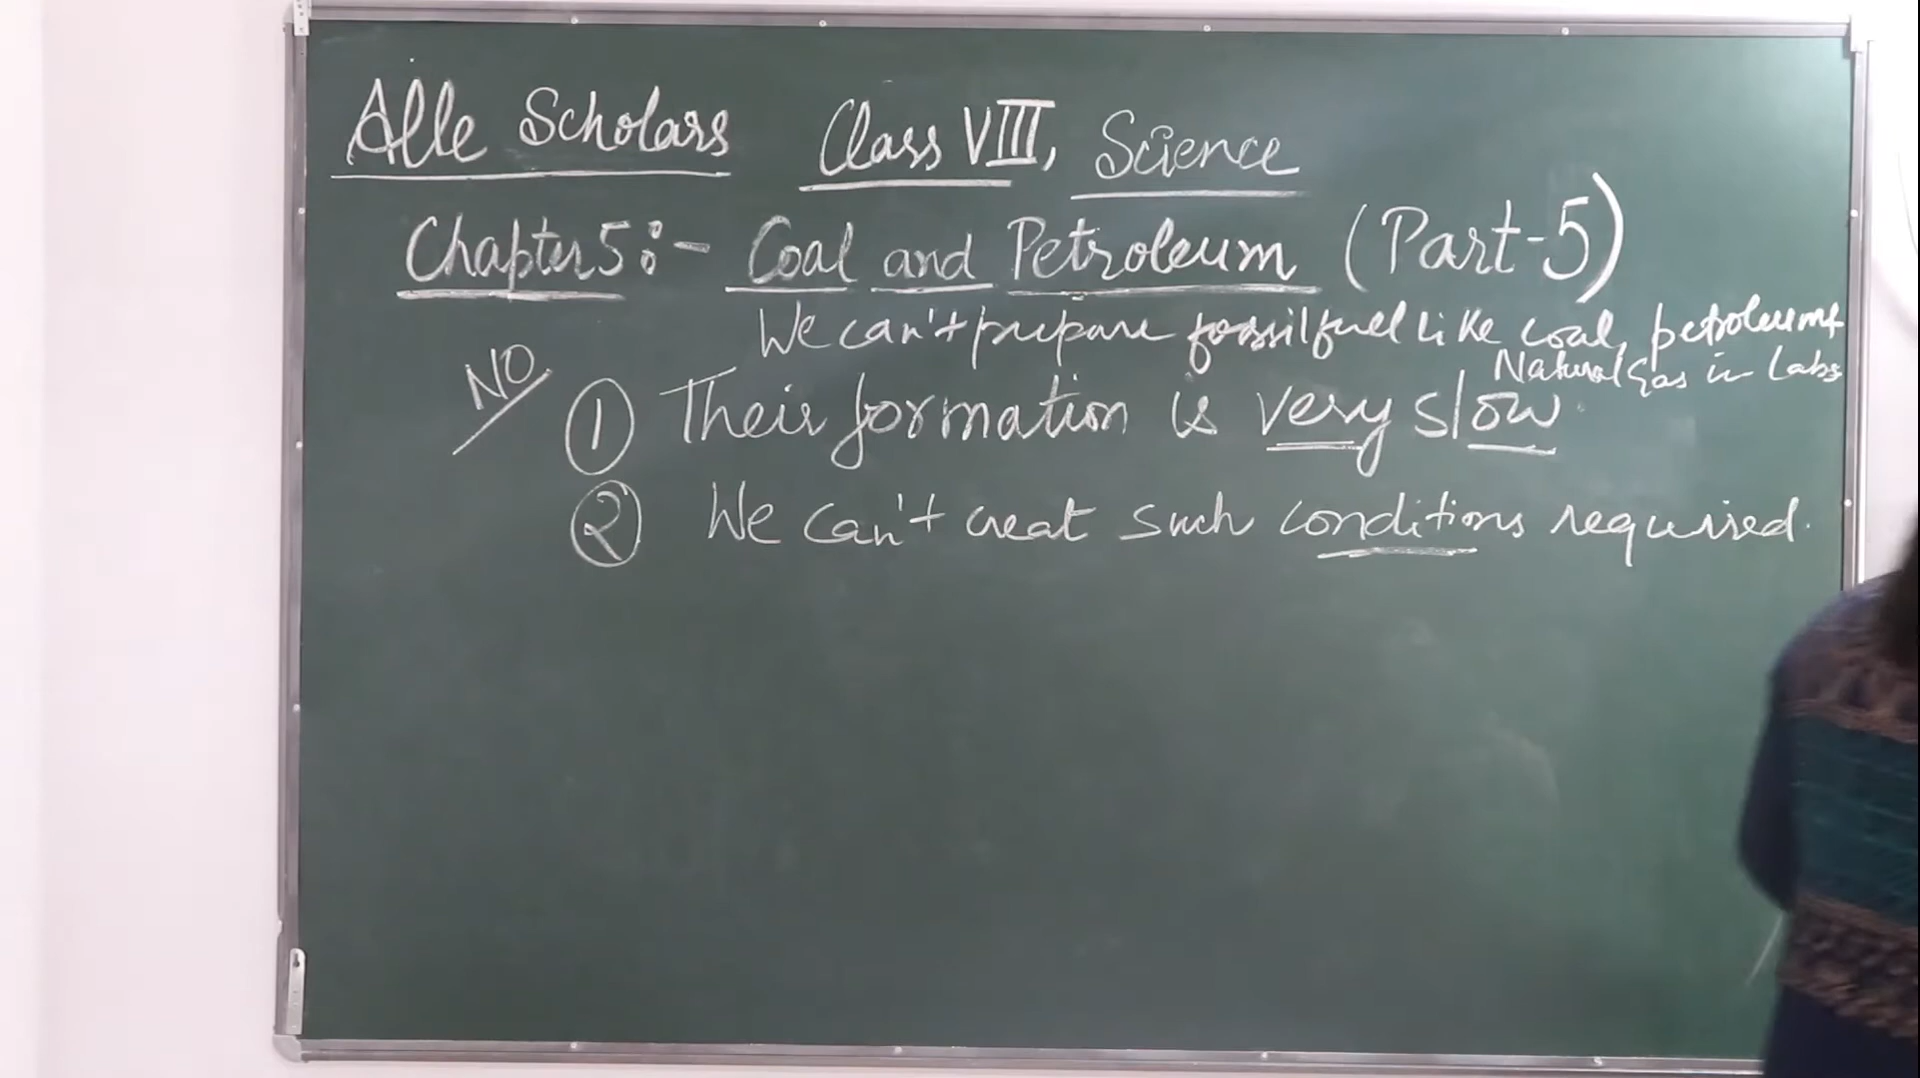 Alle Scholars Class VIII, Science
Chapter 5:- Coal and Petroleum (Part-5)
We can't prepare fossil fuel like coal, petroleum +
Natural Gas in Labs
NO
① Their formation is very slow.
② We can't creat such conditions required.